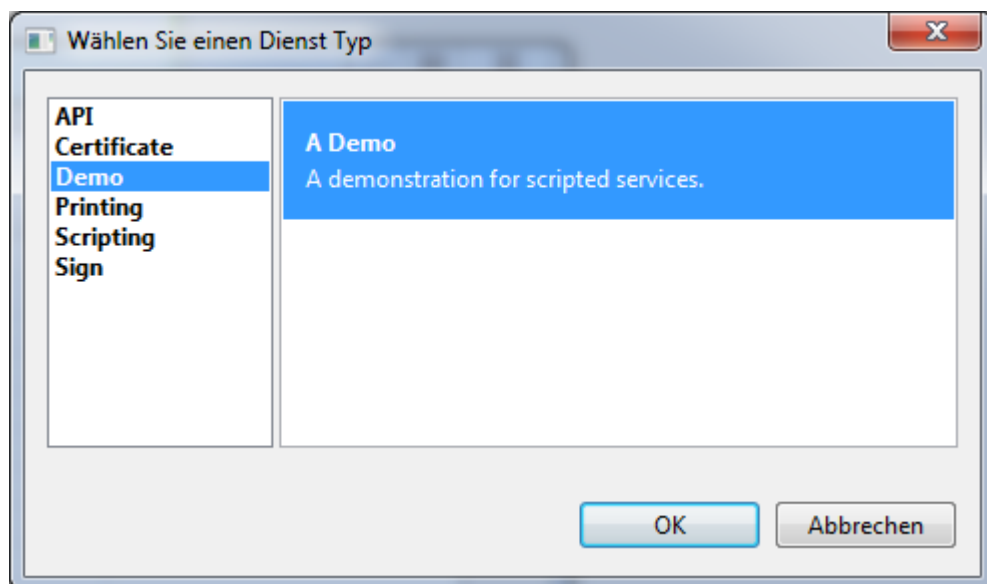 Wählen Sie einen Dienst Typ
API
Certificate
Demo
Printing
Scripting
Sign
A Demo
A demonstration for scripted services.
OK
Abbrechen